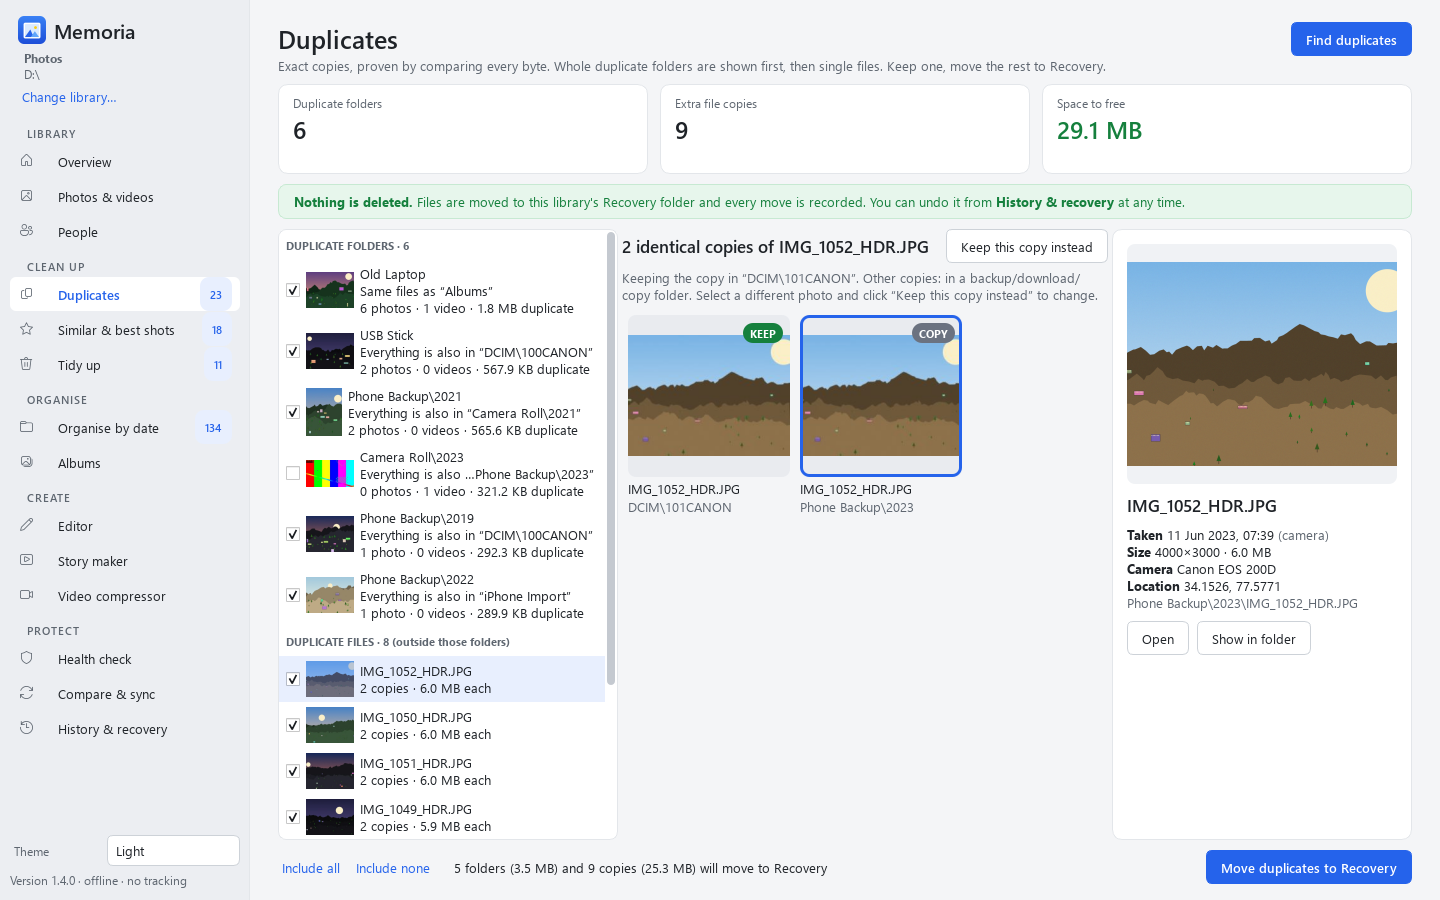 Memoria
Photos
D:\
Change library...
LIBRARY
Overview
Photos & videos
People
CLEAN UP
Duplicates 23
Similar & best shots 18
Tidy up 11
ORGANISE
Organise by date 134
Albums
CREATE
Editor
Story maker
Video compressor
PROTECT
Health check
Compare & sync
History & recovery
Theme Light
Version 1.4.0 · offline · no tracking
Duplicates
Find duplicates
Exact copies, proven by comparing every byte. Whole duplicate folders are shown first, then single files. Keep one, move the rest to Recovery.
Duplicate folders
6
Extra file copies
9
Space to free
29.1 MB
Nothing is deleted. Files are moved to this library's Recovery folder and every move is recorded. You can undo it from History & recovery at any time.
DUPLICATE FOLDERS · 6
Old Laptop
Same files as “Albums”
6 photos · 1 video · 1.8 MB duplicate
USB Stick
Everything is also in “DCIM\100CANON”
2 photos · 0 videos · 567.9 KB duplicate
Phone Backup\2021
Everything is also in “Camera Roll\2021”
2 photos · 0 videos · 565.6 KB duplicate
Camera Roll\2023
Everything is also ...Phone Backup\2023”
0 photos · 1 video · 321.2 KB duplicate
Phone Backup\2019
Everything is also in “DCIM\100CANON”
1 photo · 0 videos · 292.3 KB duplicate
Phone Backup\2022
Everything is also in “iPhone Import”
1 photo · 0 videos · 289.9 KB duplicate
DUPLICATE FILES · 8 (outside those folders)
IMG_1052_HDR.JPG
2 copies · 6.0 MB each
IMG_1050_HDR.JPG
2 copies · 6.0 MB each
IMG_1051_HDR.JPG
2 copies · 6.0 MB each
IMG_1049_HDR.JPG
2 copies · 5.9 MB each
2 identical copies of IMG_1052_HDR.JPG
Keep this copy instead
Keeping the copy in “DCIM\101CANON”. Other copies: in a backup/download/
copy folder. Select a different photo and click “Keep this copy instead” to change.
KEEP
COPY
IMG_1052_HDR.JPG
DCIM\101CANON
IMG_1052_HDR.JPG
Phone Backup\2023
IMG_1052_HDR.JPG
Taken 11 Jun 2023, 07:39 (camera)
Size 4000×3000 · 6.0 MB
Camera Canon EOS 200D
Location 34.1526, 77.5771
Phone Backup\2023\IMG_1052_HDR.JPG
Open
Show in folder
Include all
Include none
5 folders (3.5 MB) and 9 copies (25.3 MB) will move to Recovery
Move duplicates to Recovery